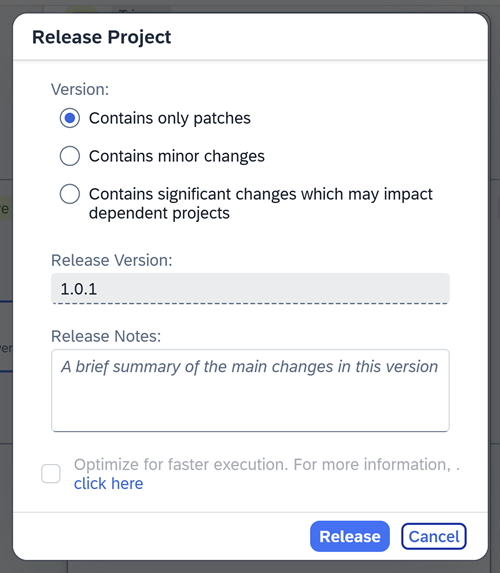 Release Project
Version:
Contains only patches
Contains minor changes
Contains significant changes which may impact
dependent projects
Release Version:
1.0.1
Release Notes:
A brief summary of the main changes in this version
Optimize for faster execution. For more information, .
click here
Release
Cancel